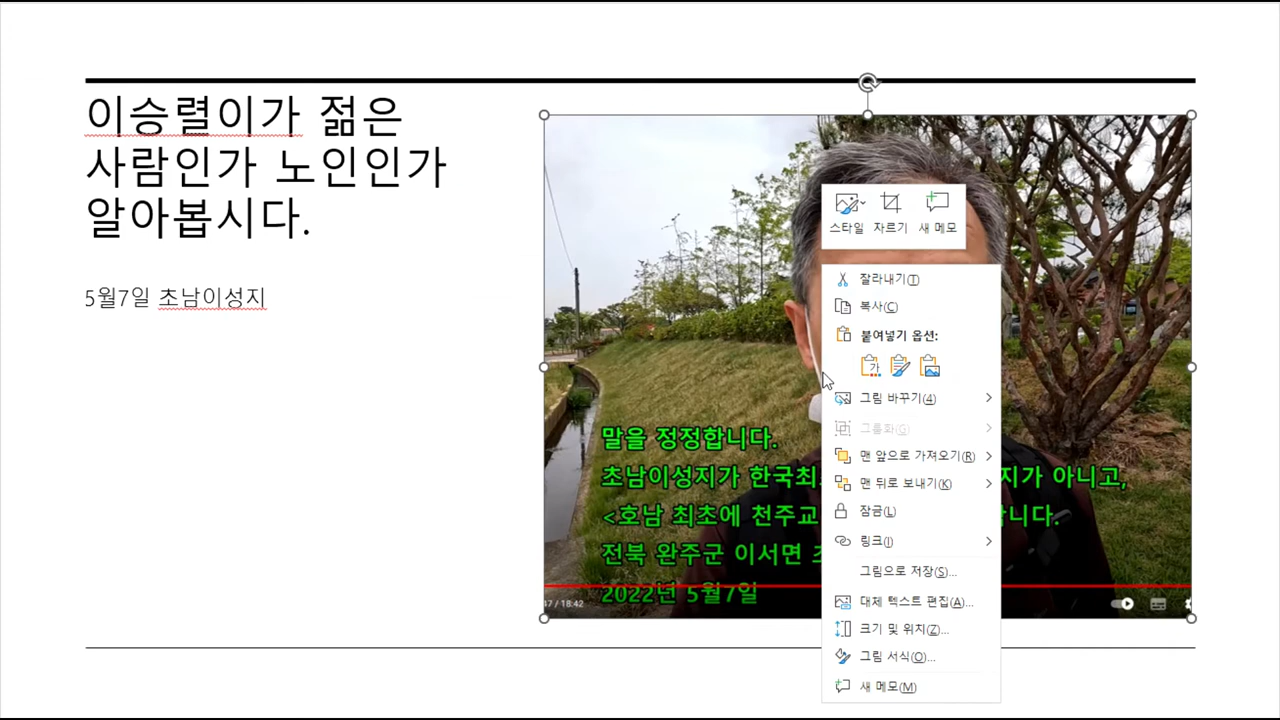 이승렬이가 젊은
사람인가 노인인가
알아봅시다.
5월7일 초남이성지
스타일 자르기 새 메모
잘라내기(T)
복사(C)
붙여넣기 옵션:
가
그림 바꾸기(4)
그룹화(G)
맨 앞으로 가져오기(R)
맨 뒤로 보내기(K)
잠금(L)
링크(I)
그림으로 저장(S)...
대체 텍스트 편집(A)...
크기 및 위치(Z)...
그림 서식(O)...
새 메모(M)
말을 정정합니다.
초남이성지가 한국최 지가 아니고,
<호남 최초에 천주교 합니다.
전북 완주군 이서면
2022년 5월7일
/ 18:42